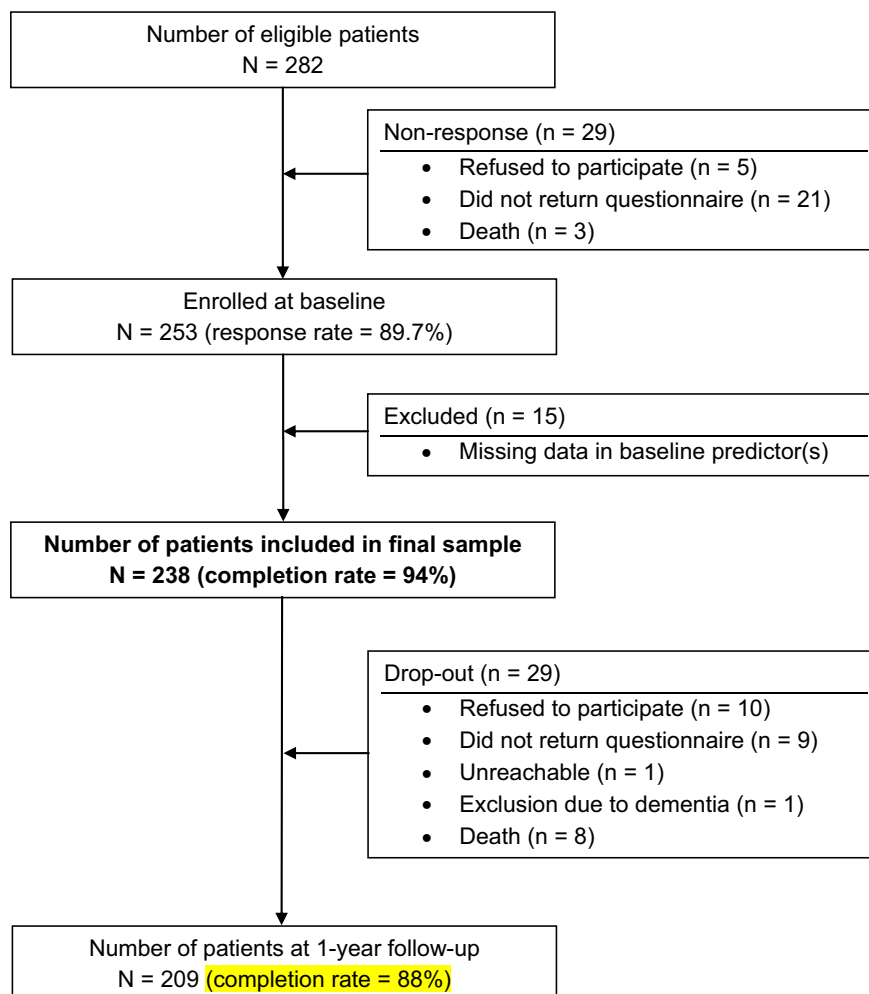 Number of eligible patients
N = 282
Non-response (n = 29)
• Refused to participate (n = 5)
• Did not return questionnaire (n = 21)
• Death (n = 3)
Enrolled at baseline
N = 253 (response rate = 89.7%)
Excluded (n = 15)
• Missing data in baseline predictor(s)
Number of patients included in final sample
N = 238 (completion rate = 94%)
Drop-out (n = 29)
• Refused to participate (n = 10)
• Did not return questionnaire (n = 9)
• Unreachable (n = 1)
• Exclusion due to dementia (n = 1)
• Death (n = 8)
Number of patients at 1-year follow-up
N = 209 (completion rate = 88%)